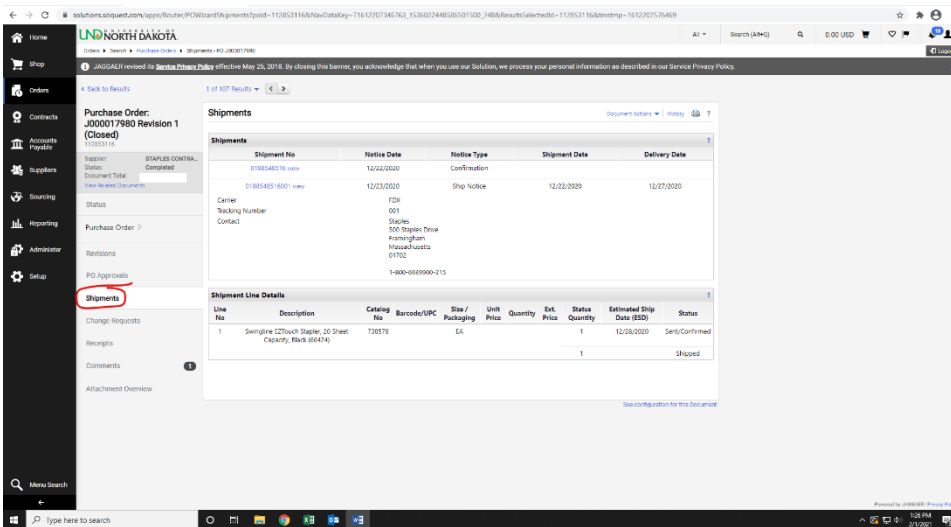 solutions.sciquest.com/apps/Router/POWizardShipments?poId=112853116&NavDataKey=T1612207346763_1536022448586501500_248&ResultsSelectedId=112853116&tmstmp=1612207576469
Home
UNIVERSITY OF
UND NORTH DAKOTA
All
Search (Alt+Q)
0.00 USD
Orders
Search
Purchase Orders
Shipments - PO J000017980
Shop
JAGGAER revised its Service Privacy Policy effective May 25, 2018. By closing this banner, you acknowledge that when you use our Solution, we process your personal information as described in our Service Privacy Policy.
Orders
< Back to Results
1 of 107 Results
< >
Contracts
Purchase Order:
J000017980 Revision 1
(Closed)
112853116
Shipments
Document Actions
History
?
Accounts Payable
Supplier: STAPLES CONTRA...
Status: Completed
Document Total:
View Related Documents
Suppliers
Sourcing
Reporting
Administer
Setup
Status
Purchase Order >
Revisions
PO Approvals
Shipments
Change Requests
Receipts
Comments 1
Attachment Overview
Shipments ?
Shipment No Notice Date Notice Type Shipment Date Delivery Date
0188548516 view 12/22/2020 Confirmation
0188548516001 view 12/23/2020 Ship Notice 12/22/2020 12/27/2020
Carrier FDX
Tracking Number 001
Contact Staples
500 Staples Drive
Framingham
Massachusetts
01702
1-800-6989900-215
Shipment Line Details ?
Line No Description Catalog No Barcode/UPC Size / Packaging Unit Price Quantity Ext. Price Status Quantity Estimated Ship Date (ESD) Status
1 Swingline EZTouch Stapler, 20 Sheet Capacity, Black (66424) 738578 EA 1 12/28/2020 Sent/Confirmed
1 Shipped
See configuration for this Document
Menu Search
Powered by JAGGAER | Privacy Po
Type here to search
1:26 PM
2/1/2021